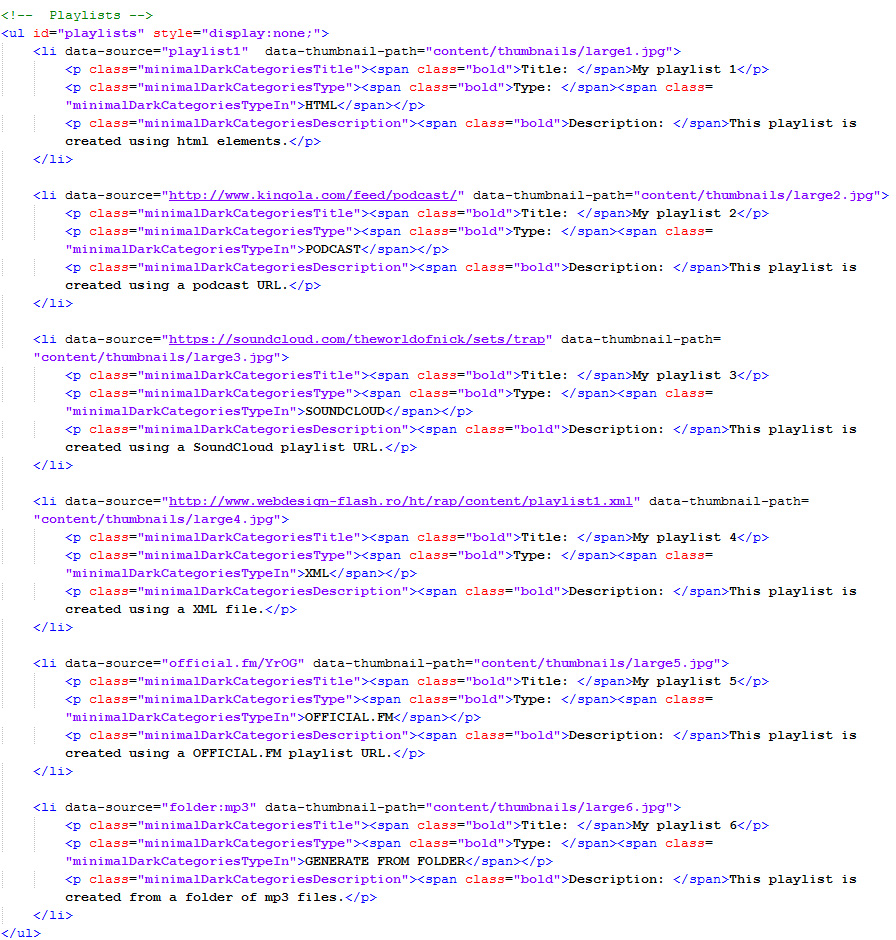 <!--  Playlists -->
<ul id="playlists" style="display:none;">
    <li data-source="playlist1"  data-thumbnail-path="content/thumbnails/large1.jpg">
        <p class="minimalDarkCategoriesTitle"><span class="bold">Title: </span>My playlist 1</p>
        <p class="minimalDarkCategoriesType"><span class="bold">Type: </span><span class=
        "minimalDarkCategoriesTypeIn">HTML</span></p>
        <p class="minimalDarkCategoriesDescription"><span class="bold">Description: </span>This playlist is
        created using html elements.</p>
    </li>

    <li data-source="http://www.kingola.com/feed/podcast/" data-thumbnail-path="content/thumbnails/large2.jpg">
        <p class="minimalDarkCategoriesTitle"><span class="bold">Title: </span>My playlist 2</p>
        <p class="minimalDarkCategoriesType"><span class="bold">Type: </span><span class=
        "minimalDarkCategoriesTypeIn">PODCAST</span></p>
        <p class="minimalDarkCategoriesDescription"><span class="bold">Description: </span>This playlist is
        created using a podcast URL.</p>
    </li>

    <li data-source="https://soundcloud.com/theworldofnick/sets/trap" data-thumbnail-path=
    "content/thumbnails/large3.jpg">
        <p class="minimalDarkCategoriesTitle"><span class="bold">Title: </span>My playlist 3</p>
        <p class="minimalDarkCategoriesType"><span class="bold">Type: </span><span class=
        "minimalDarkCategoriesTypeIn">SOUNDCLOUD</span></p>
        <p class="minimalDarkCategoriesDescription"><span class="bold">Description: </span>This playlist is
        created using a SoundCloud playlist URL.</p>
    </li>

    <li data-source="http://www.webdesign-flash.ro/ht/rap/content/playlist1.xml" data-thumbnail-path=
    "content/thumbnails/large4.jpg">
        <p class="minimalDarkCategoriesTitle"><span class="bold">Title: </span>My playlist 4</p>
        <p class="minimalDarkCategoriesType"><span class="bold">Type: </span><span class=
        "minimalDarkCategoriesTypeIn">XML</span></p>
        <p class="minimalDarkCategoriesDescription"><span class="bold">Description: </span>This playlist is
        created using a XML file.</p>
    </li>

    <li data-source="official.fm/YrOG" data-thumbnail-path="content/thumbnails/large5.jpg">
        <p class="minimalDarkCategoriesTitle"><span class="bold">Title: </span>My playlist 5</p>
        <p class="minimalDarkCategoriesType"><span class="bold">Type: </span><span class=
        "minimalDarkCategoriesTypeIn">OFFICIAL.FM</span></p>
        <p class="minimalDarkCategoriesDescription"><span class="bold">Description: </span>This playlist is
        created using a OFFICIAL.FM playlist URL.</p>
    </li>

    <li data-source="folder:mp3" data-thumbnail-path="content/thumbnails/large6.jpg">
        <p class="minimalDarkCategoriesTitle"><span class="bold">Title: </span>My playlist 6</p>
        <p class="minimalDarkCategoriesType"><span class="bold">Type: </span><span class=
        "minimalDarkCategoriesTypeIn">GENERATE FROM FOLDER</span></p>
        <p class="minimalDarkCategoriesDescription"><span class="bold">Description: </span>This playlist is
        created from a folder of mp3 files.</p>
    </li>
</ul>